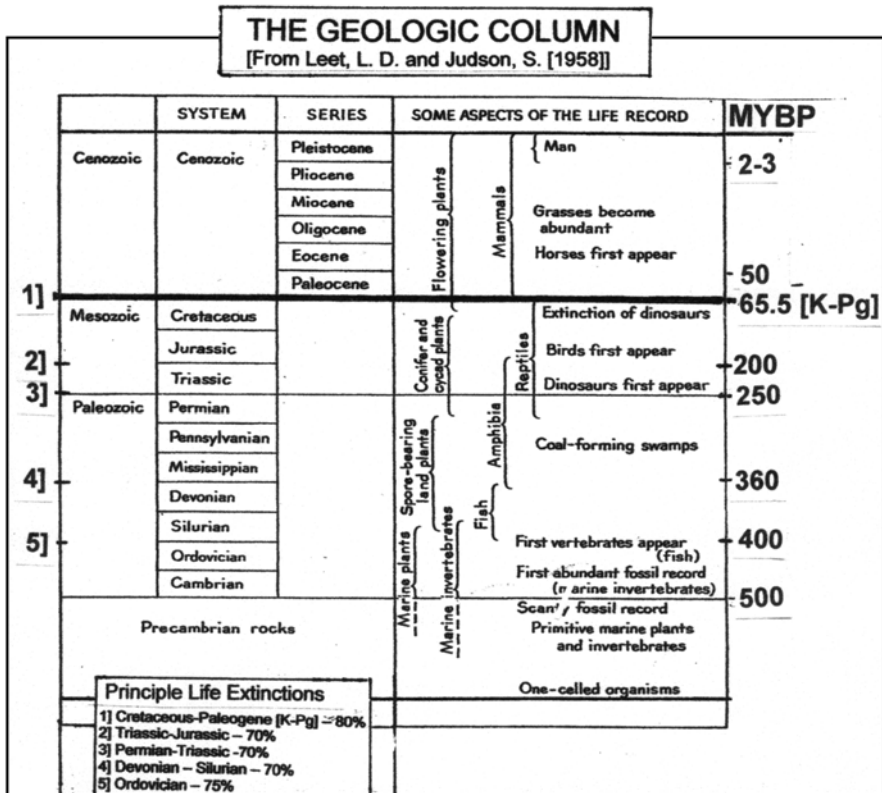 THE GEOLOGIC COLUMN
[From Leet, L. D. and Judson, S. [1958]]
SYSTEM SERIES SOME ASPECTS OF THE LIFE RECORD MYBP
Cenozoic Cenozoic Pleistocene Man
2-3
Pliocene
Miocene
Oligocene
Eocene
Paleocene
Flowering plants
Mammals
Grasses become
abundant
Horses first appear
50
1] 65.5 [K-Pg]
Mesozoic Cretaceous Extinction of dinosaurs
Jurassic Birds first appear
2] 200
Triassic Dinosaurs first appear
3] 250
Conifer and
cycad plants
Reptiles
Paleozoic Permian
Pennsylvanian Coal-forming swamps
Mississippian
4] 360
Devonian
Silurian
5] 400
Ordovician
Cambrian
Spore-bearing
land plants
Amphibia
Fish
Marine plants
Marine invertebrates
First vertebrates appear
(fish)
First abundant fossil record
(marine invertebrates)
500
Precambrian rocks
Scanty fossil record
Primitive marine plants
and invertebrates
One-celled organisms
Principle Life Extinctions
1] Cretaceous-Paleogene [K-Pg] – 80%
2] Triassic-Jurassic – 70%
3] Permian-Triassic -70%
4] Devonian – Silurian – 70%
5] Ordovician – 75%